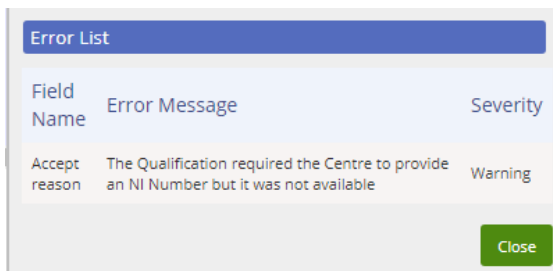 Error List
Field Name Error Message Severity
Accept reason The Qualification required the Centre to provide an NI Number but it was not available Warning
Close